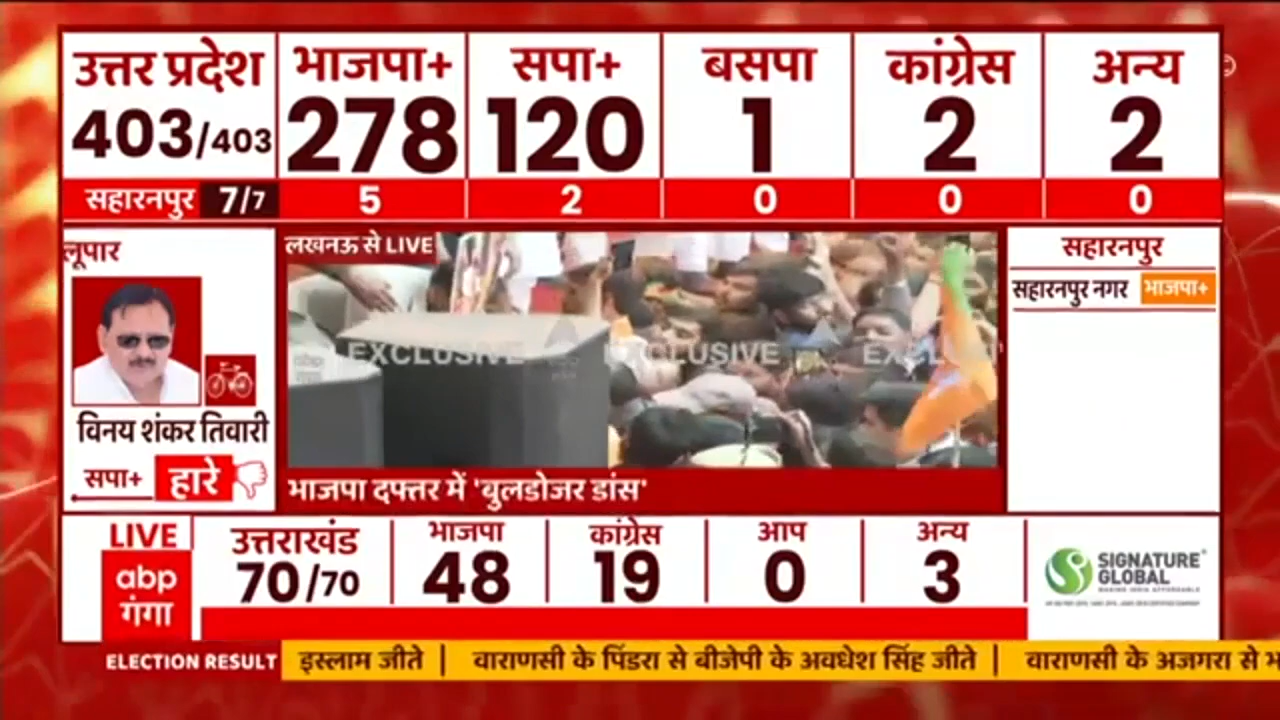 उत्तर प्रदेश
403/403
भाजपा+
278
सपा+
120
बसपा
1
कांग्रेस
2
अन्य
2
सहारनपुर 7/7
5
2
0
0
0
लूपार
विनय शंकर तिवारी
सपा+ हारे
लखनऊ से LIVE
EXCLUSIVE EXCLUSIVE EXCLUSIV
भाजपा दफ्तर में 'बुलडोजर डांस'
सहारनपुर
सहारनपुर नगर भाजपा+
LIVE
abp
गंगा
उत्तराखंड
70/70
भाजपा
48
कांग्रेस
19
आप
0
अन्य
3
SIGNATURE
GLOBAL
ELECTION RESULT
इस्लाम जीते | वाराणसी के पिंडरा से बीजेपी के अवधेश सिंह जीते | वाराणसी के अजगरा से भ